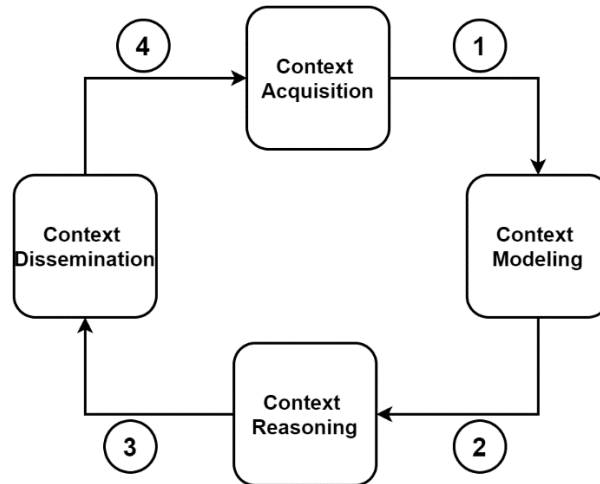 4
Context
Acquisition
1
Context
Dissemination
Context
Modeling
3
Context
Reasoning
2